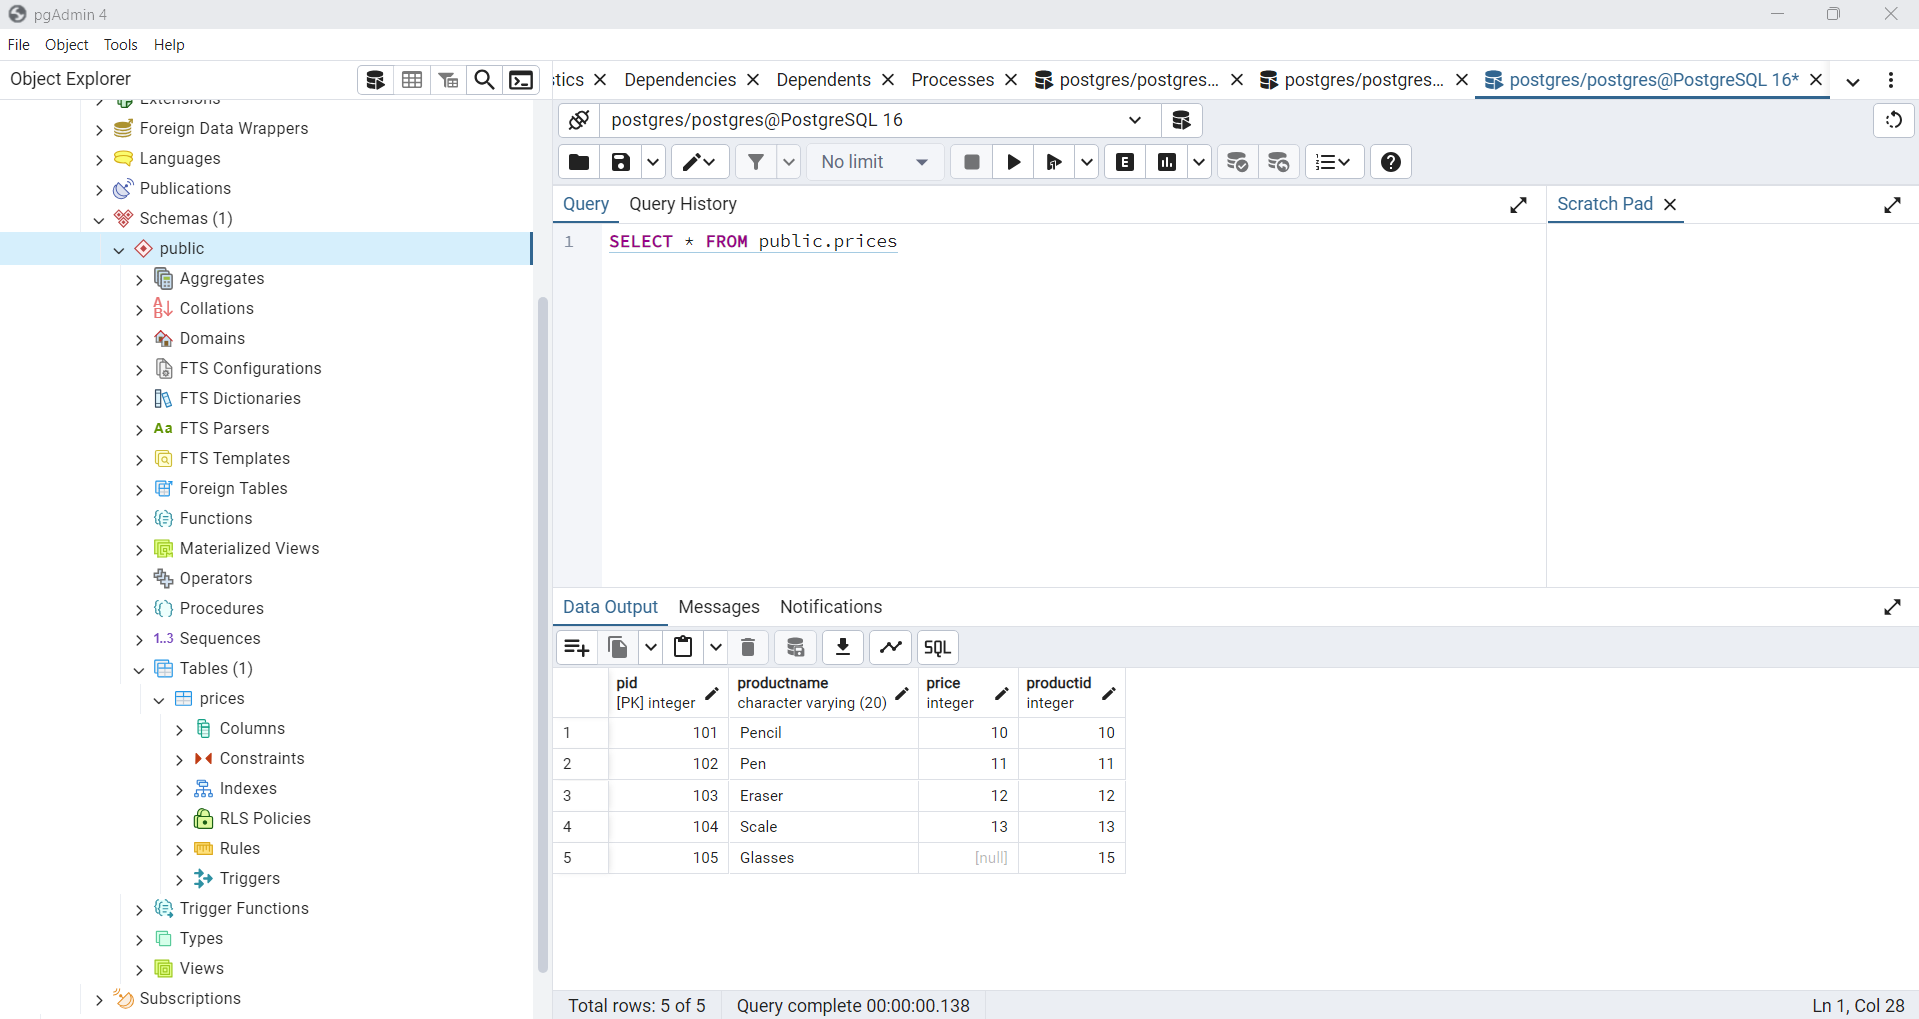 pgAdmin 4
File Object Tools Help
Object Explorer
Extensions
Foreign Data Wrappers
Languages
Publications
Schemas (1)
public
Aggregates
Collations
Domains
FTS Configurations
FTS Dictionaries
Aa FTS Parsers
FTS Templates
Foreign Tables
Functions
Materialized Views
Operators
Procedures
1..3 Sequences
Tables (1)
prices
Columns
Constraints
Indexes
RLS Policies
Rules
Triggers
Trigger Functions
Types
Views
Subscriptions
stics Dependencies Dependents Processes postgres/postgres... postgres/postgres... postgres/postgres@PostgreSQL 16*
postgres/postgres@PostgreSQL 16
No limit E
Query Query History
Scratch Pad
1 SELECT * FROM public.prices
Data Output Messages Notifications
SQL
pid productname price productid
[PK] integer character varying (20) integer integer
1 101 Pencil 10 10
2 102 Pen 11 11
3 103 Eraser 12 12
4 104 Scale 13 13
5 105 Glasses [null] 15
Total rows: 5 of 5 Query complete 00:00:00.138 Ln 1, Col 28